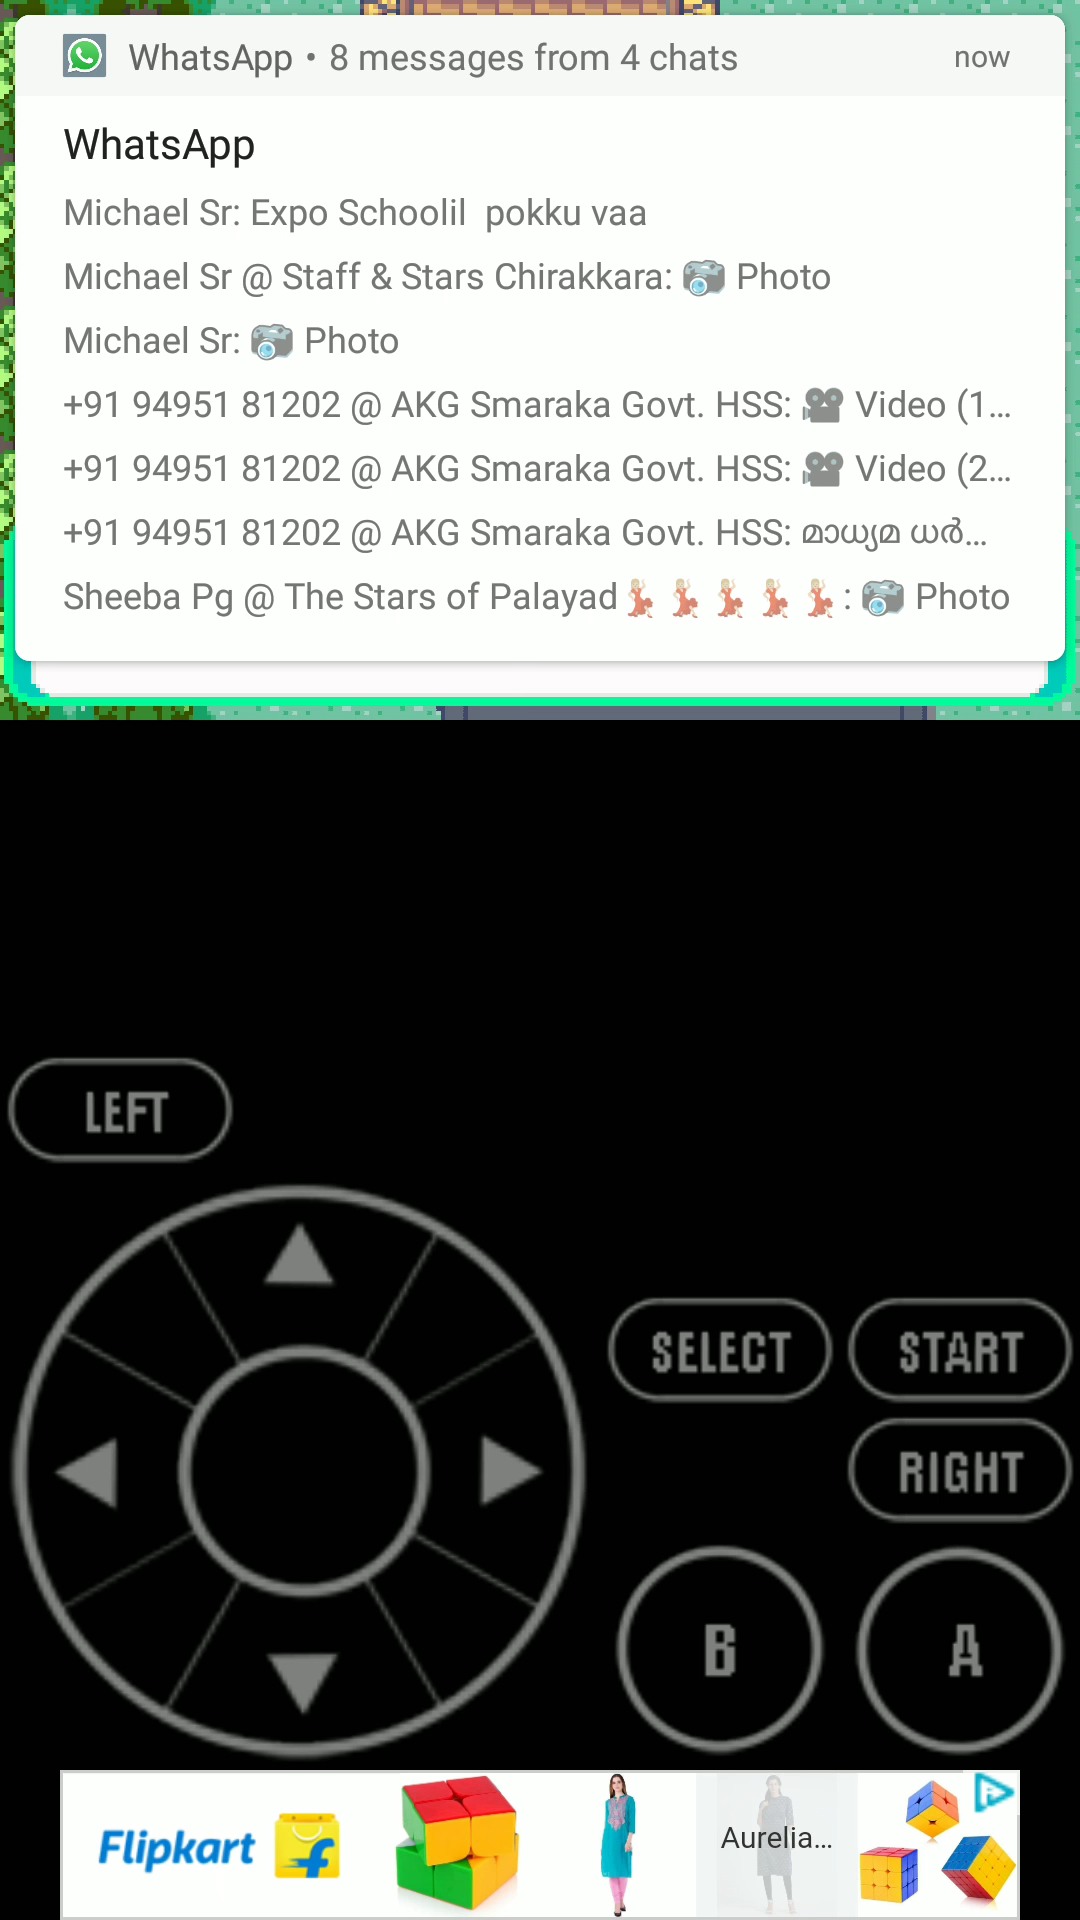 WhatsApp • 8 messages from 4 chats now
WhatsApp
Michael Sr: Expo Schoolil pokku vaa
Michael Sr @ Staff & Stars Chirakkara: 📷 Photo
Michael Sr: 📷 Photo
+91 94951 81202 @ AKG Smaraka Govt. HSS: 🎥 Video (1...
+91 94951 81202 @ AKG Smaraka Govt. HSS: 🎥 Video (2...
+91 94951 81202 @ AKG Smaraka Govt. HSS: മാധ്യമ ധർ...
Sheeba Pg @ The Stars of Palayad💃💃💃💃💃: 📷 Photo
LEFT
SELECT START
RIGHT
B A
Flipkart
Aurelia...